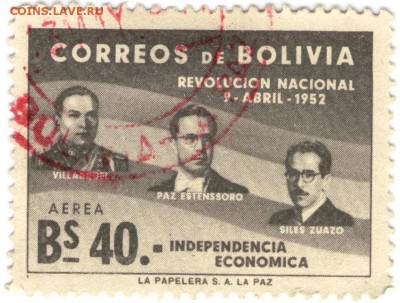 COINS.LAVE.RU
CORREOS DE BOLIVIA
REVOLUCION NACIONAL
9-ABRIL-1952
VILLARROEL
PAZ ESTENSSORO
SILES ZUAZO
AEREA
BS 40.-
INDEPENDENCIA
ECONOMICA
LA PAPELERA S. A. LA PAZ